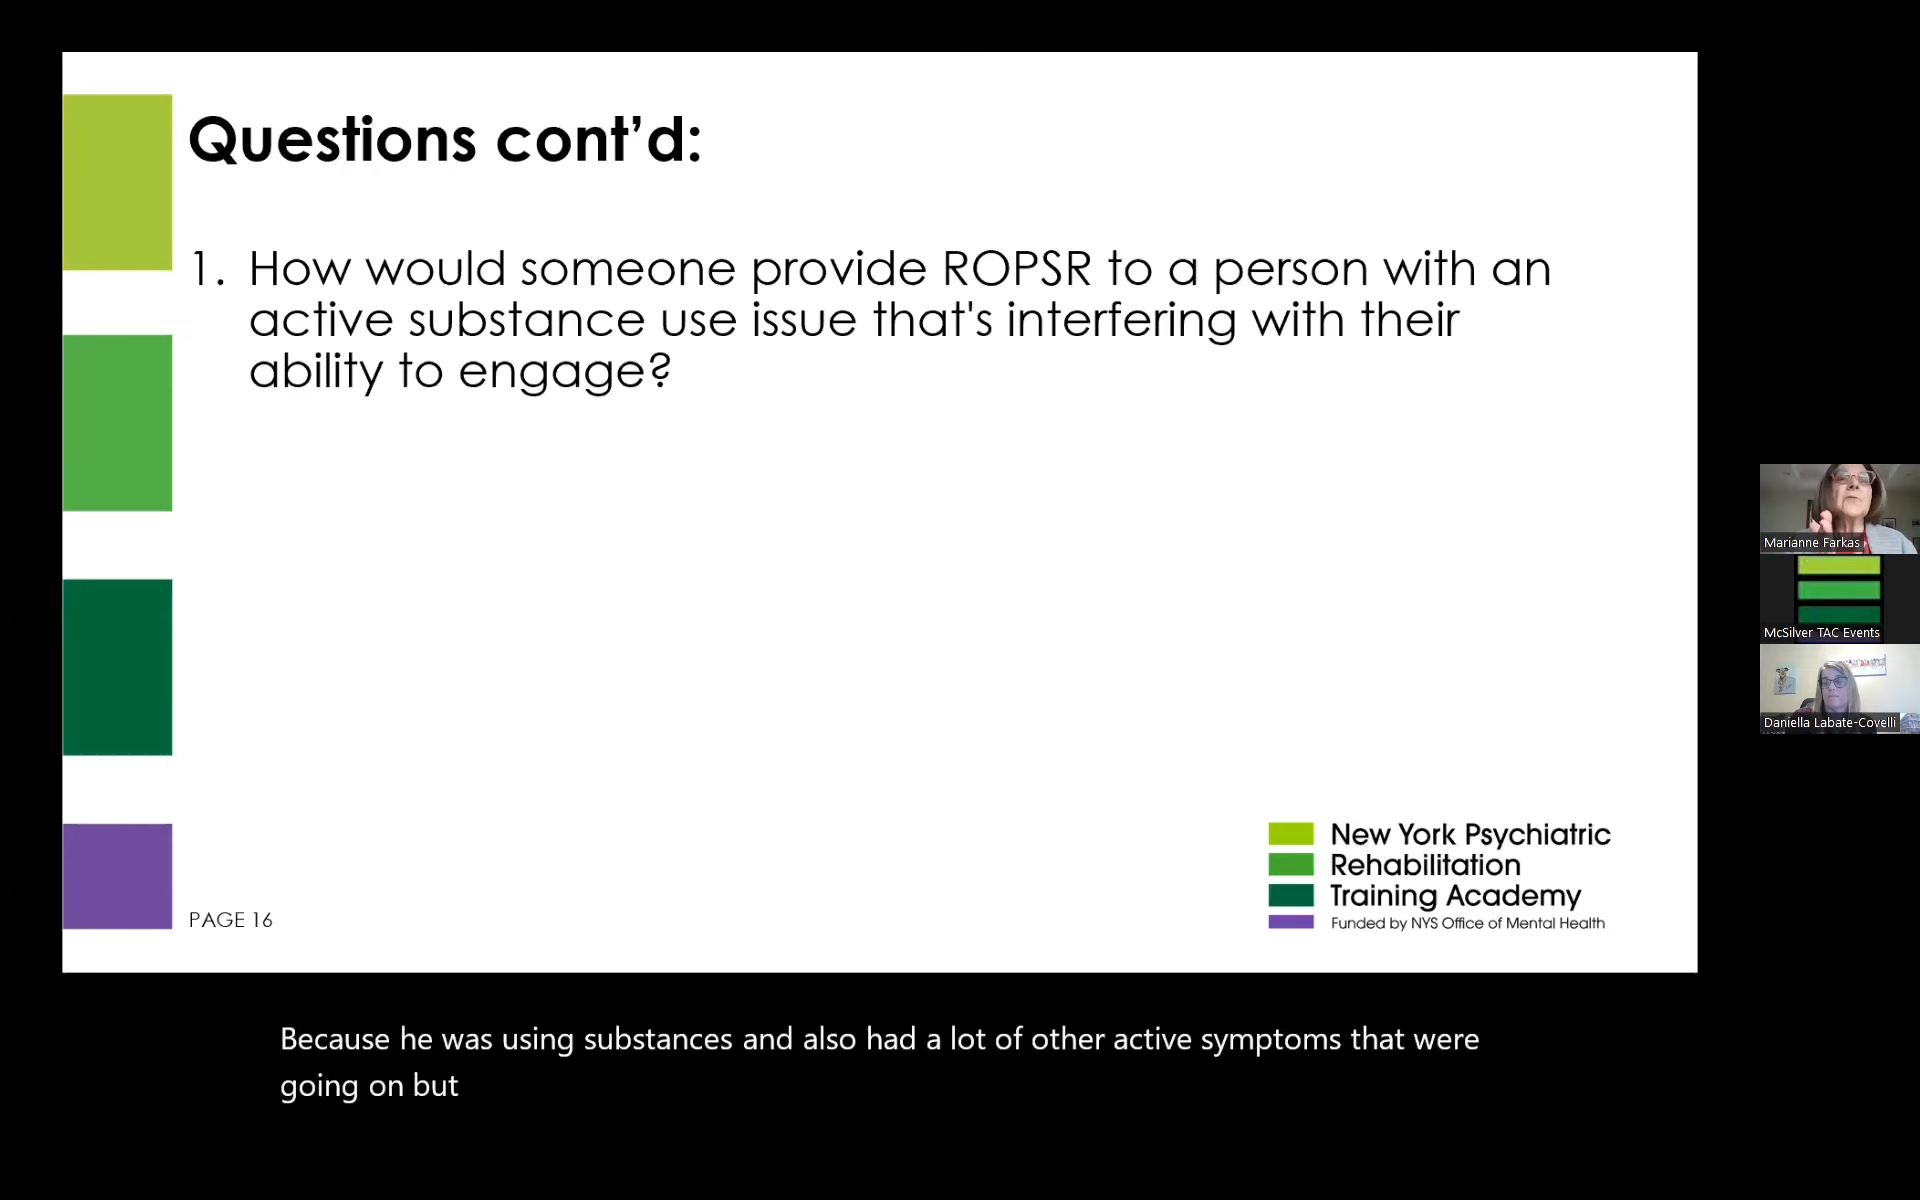 Questions cont’d:
1. How would someone provide ROPSR to a person with an
active substance use issue that's interfering with their
ability to engage?
PAGE 16
New York Psychiatric
Rehabilitation
Training Academy
Funded by NYS Office of Mental Health
Marianne Farkas
McSilver TAC Events
Daniella Labate-Covelli
Because he was using substances and also had a lot of other active symptoms that were
going on but